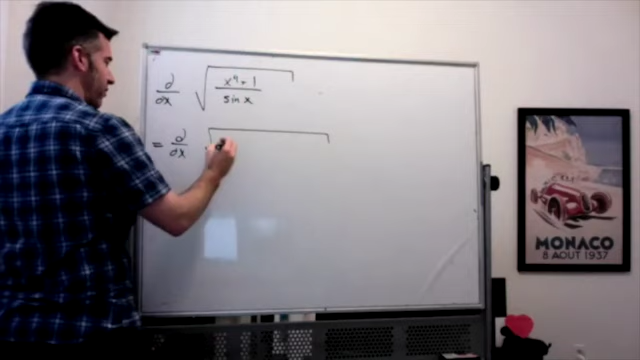 d/dx √((x⁴ + 1)/(sin x))
= d/dx √
MONACO
8 AOUT 1937